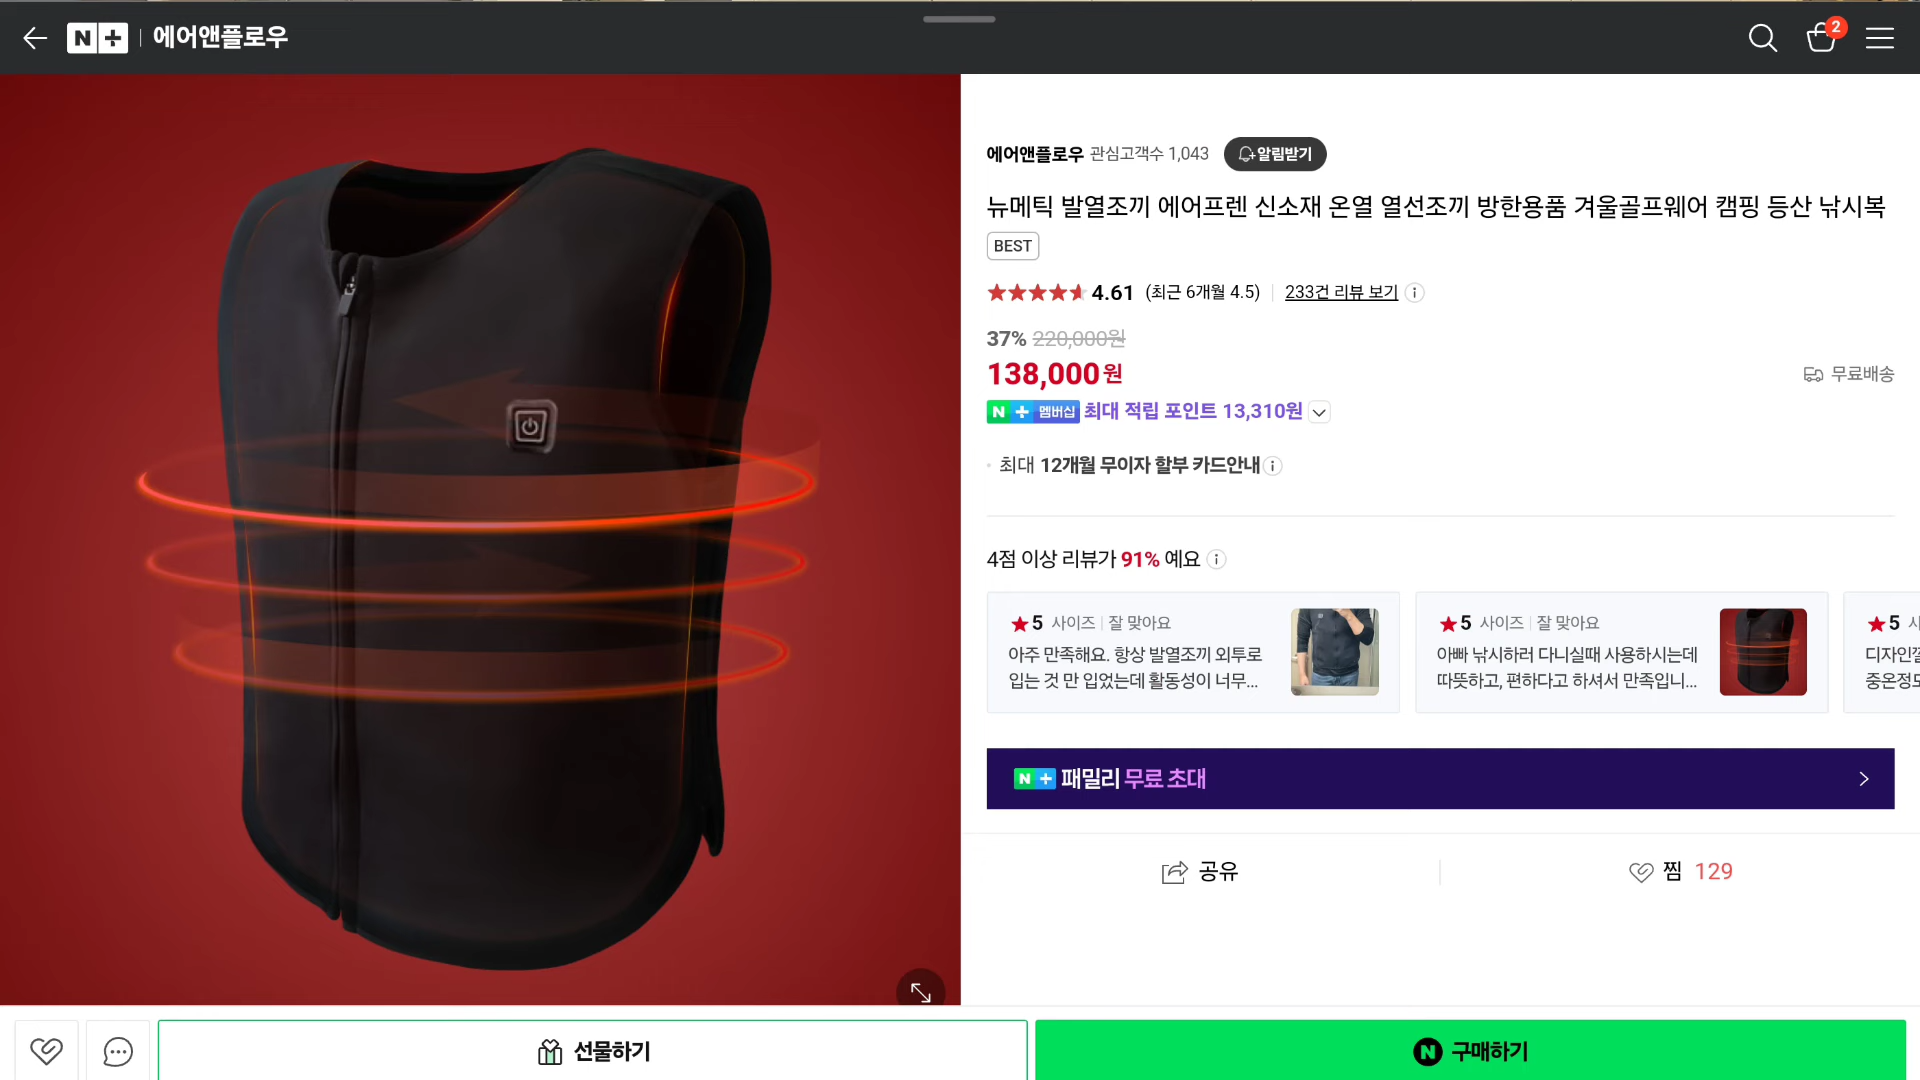 N+ 에어앤플로우
2
에어앤플로우 관심고객수 1,043 알림받기
뉴메틱 발열조끼 에어프렌 신소재 온열 열선조끼 방한용품 겨울골프웨어 캠핑 등산 낚시복
BEST
4.61 (최근 6개월 4.5) 233건 리뷰 보기
37% 220,000원
138,000원
무료배송
N+ 멤버십 최대 적립 포인트 13,310원
최대 12개월 무이자 할부 카드안내
4점 이상 리뷰가 91% 예요
5 사이즈 잘 맞아요
아주 만족해요. 항상 발열조끼 외투로
입는 것 만 입었는데 활동성이 너무...
5 사이즈 잘 맞아요
아빠 낚시하러 다니실때 사용하시는데
따뜻하고, 편하다고 하셔서 만족입니...
5 사
디자인깔
중온정도
N+ 패밀리 무료 초대
공유
찜 129
선물하기
N 구매하기